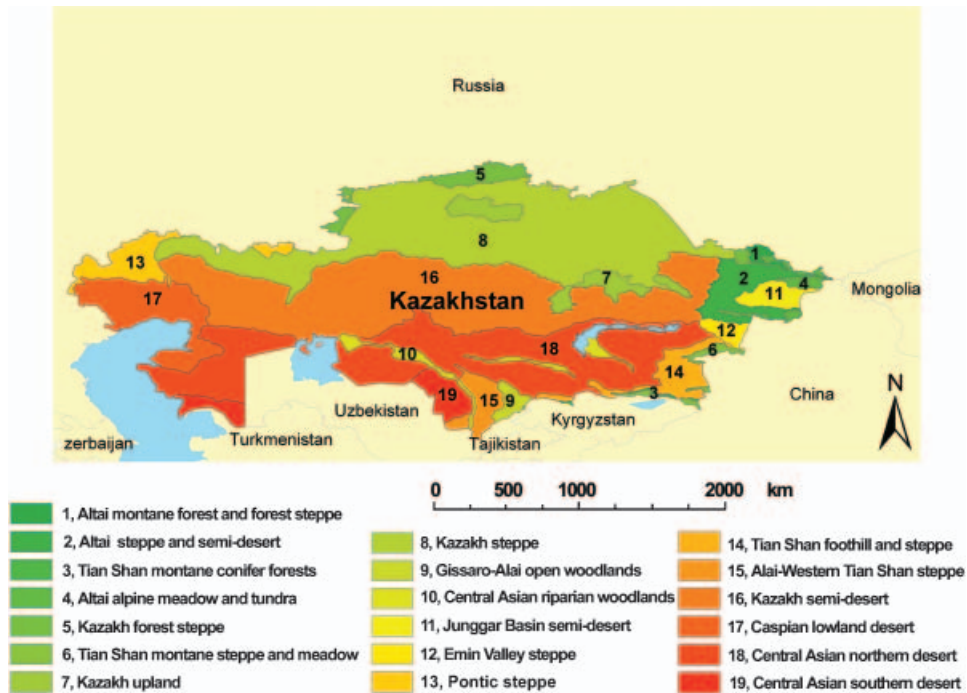 Russia
5
1
13
8
2
4
7
16
11
Mongolia
17
Kazakhstan
12
18
6
10
14
N
19
15
9
3
China
Uzbekistan
Kyrgyzstan
zerbaijan
Turkmenistan
Tajikistan
0 500 1000 2000 km
1, Altai montane forest and forest steppe
2, Altai steppe and semi-desert
3, Tian Shan montane conifer forests
4, Altai alpine meadow and tundra
5, Kazakh forest steppe
6, Tian Shan montane steppe and meadow
7, Kazakh upland
8, Kazakh steppe
9, Gissaro-Alai open woodlands
10, Central Asian riparian woodlands
11, Junggar Basin semi-desert
12, Emin Valley steppe
13, Pontic steppe
14, Tian Shan foothill and steppe
15, Alai-Western Tian Shan steppe
16, Kazakh semi-desert
17, Caspian lowland desert
18, Central Asian northern desert
19, Central Asian southern desert